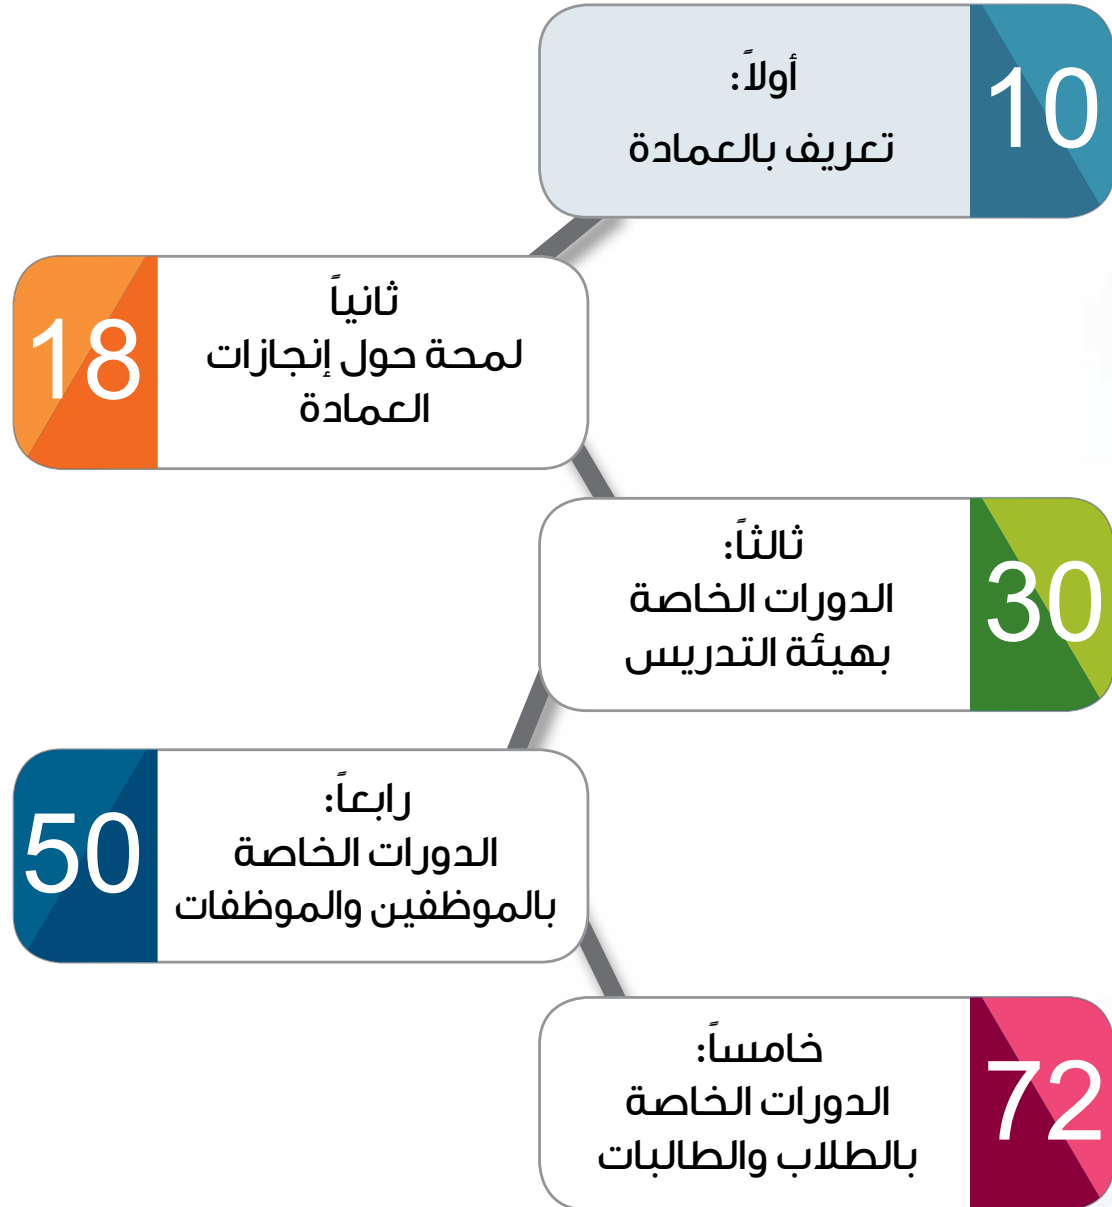 أولاً:
تعريف بالعمادة
10
ثانياً
لمحة حول إنجازات
العمادة
18
ثالثاً:
الدورات الخاصة
بهيئة التدريس
30
رابعاً:
الدورات الخاصة
بالموظفين والموظفات
50
خامساً:
الدورات الخاصة
بالطلاب والطالبات
72